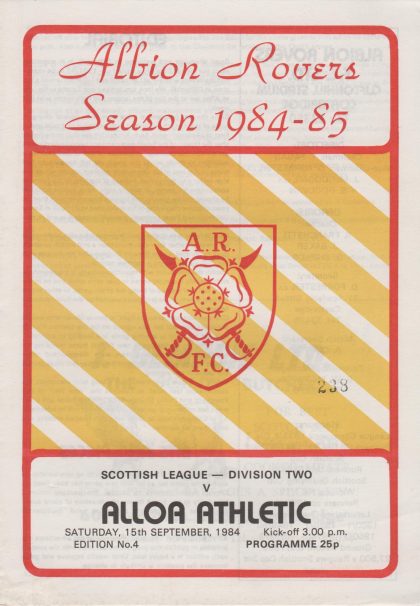 Albion Rovers
Season 1984-85
A. R.
F. C.
238
SCOTTISH LEAGUE — DIVISION TWO
V
ALLOA ATHLETIC
SATURDAY, 15th SEPTEMBER, 1984 Kick-off 3.00 p.m.
EDITION No.4 PROGRAMME 25p